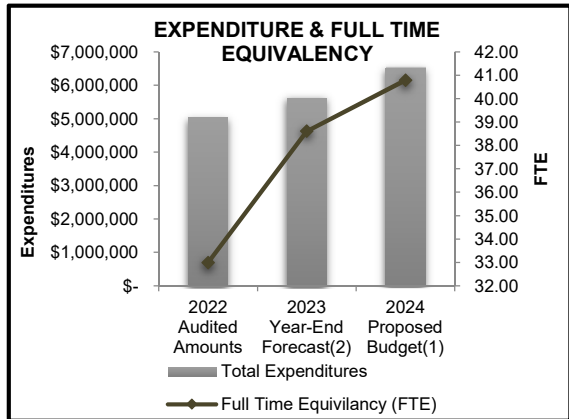 EXPENDITURE & FULL TIME
EQUIVALENCY
$7,000,000
$6,000,000
$5,000,000
$4,000,000
$3,000,000
$2,000,000
$1,000,000
$-
Expenditures
42.00
41.00
40.00
39.00
38.00
37.00
36.00
35.00
34.00
33.00
32.00
FTE
2022
Audited
Amounts
2023
Year-End
Forecast(2)
2024
Proposed
Budget(1)
Total Expenditures
Full Time Equivilancy (FTE)